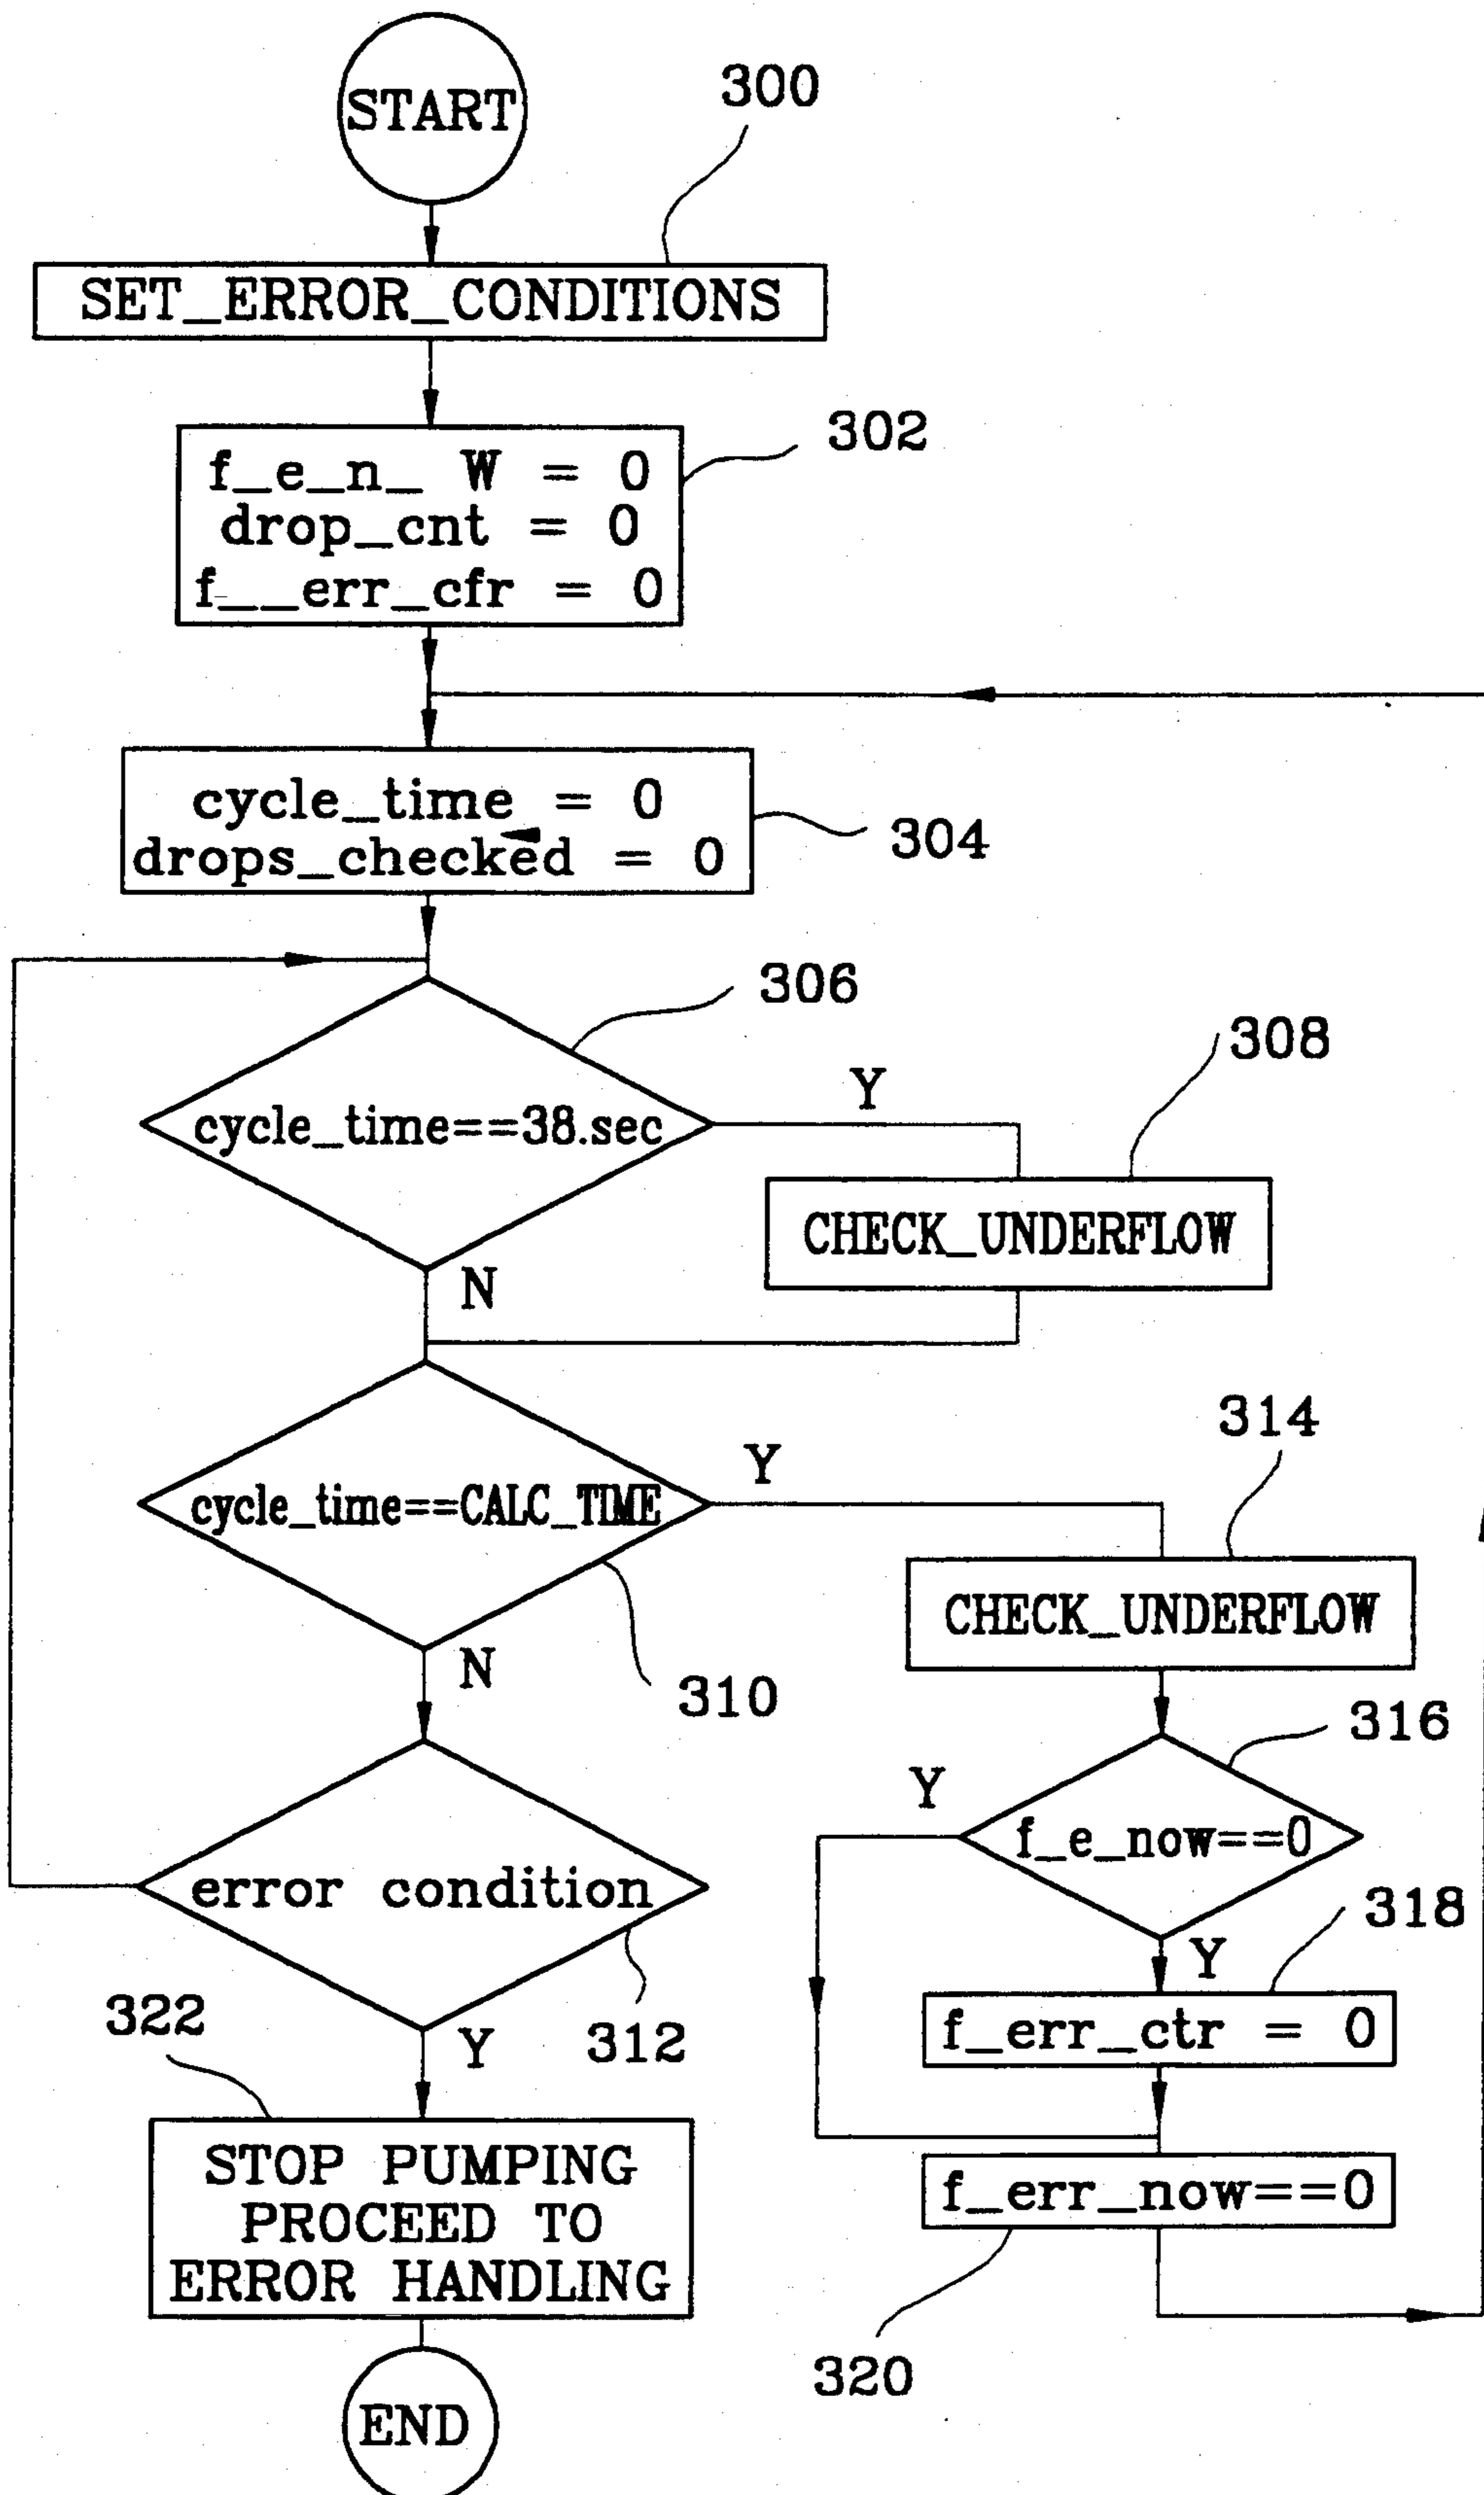 START
300
SET_ERROR_CONDITIONS
302
f_e_n_ W = 0
drop_cnt = 0
f__err_cfr = 0
cycle_time = 0
drops_checked = 0
304
306
308
Y
cycle_time==38.sec
CHECK_UNDERFLOW
N
314
Y
cycle_time==CALC_TIME
CHECK_UNDERFLOW
N
310
316
Y
f_e_now==0
error condition
318
Y
322
f_err_ctr = 0
Y
312
STOP PUMPING
PROCEED TO
ERROR HANDLING
f_err_now==0
320
END